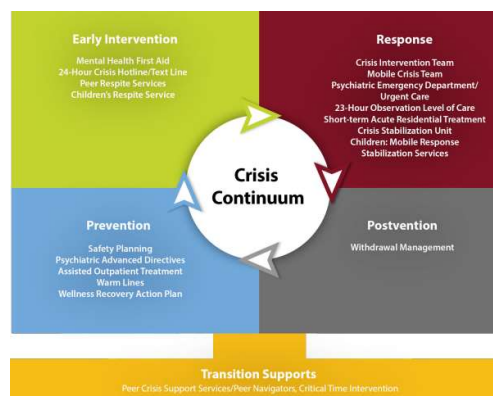 Early Intervention
Mental Health First Aid
24-Hour Crisis Hotline/Text Line
Peer Respite Services
Children's Respite Service
Response
Crisis Intervention Team
Mobile Crisis Team
Psychiatric Emergency Department/
Urgent Care
23-Hour Observation Level of Care
Short-term Acute Residential Treatment
Crisis Stabilization Unit
Children: Mobile Response
Stabilization Services
Crisis
Continuum
Prevention
Safety Planning
Psychiatric Advanced Directives
Assisted Outpatient Treatment
Warm Lines
Wellness Recovery Action Plan
Postvention
Withdrawal Management
Transition Supports
Peer Crisis Support Services/Peer Navigators, Critical Time Intervention